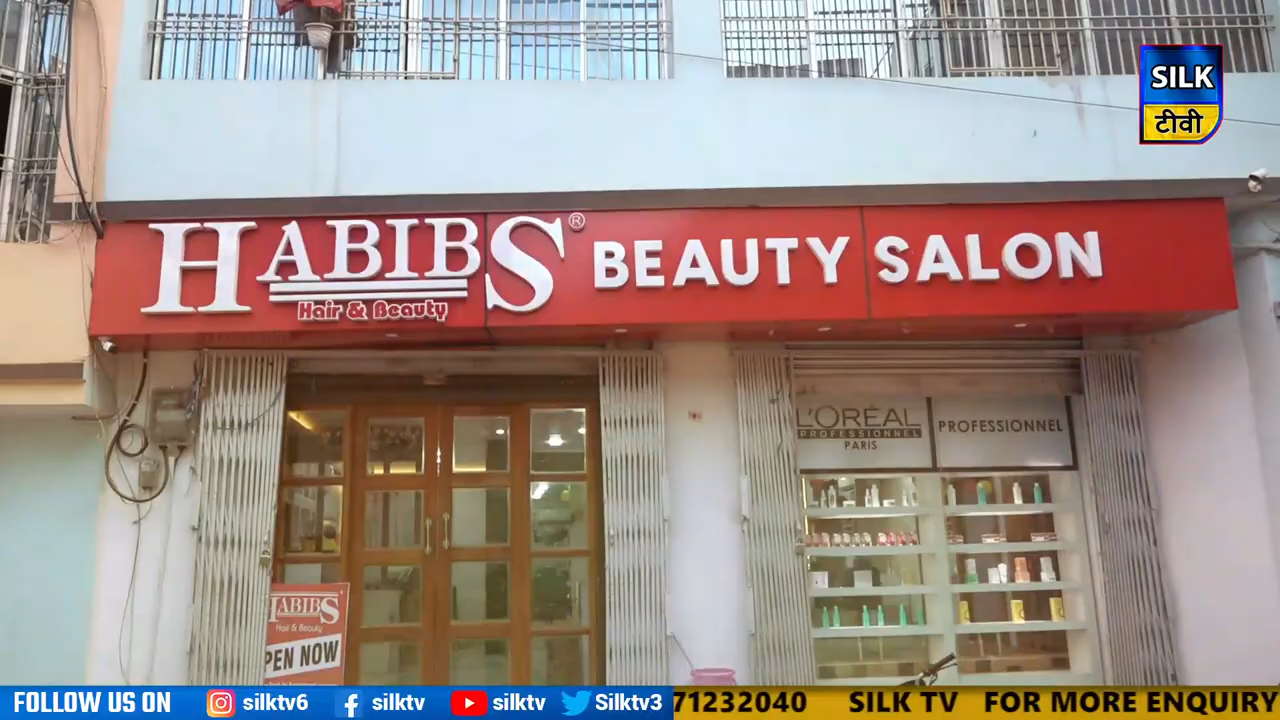 SILK
टीवी
HABIBS® BEAUTY SALON
Hair & Beauty
L'ORÉAL
PROFESSIONNEL
PARIS
PROFESSIONNEL
HABIBS
Hair & Beauty
PEN NOW
FOLLOW US ON silktv6 silktv silktv Silktv3 71232040 SILK TV FOR MORE ENQUIRY